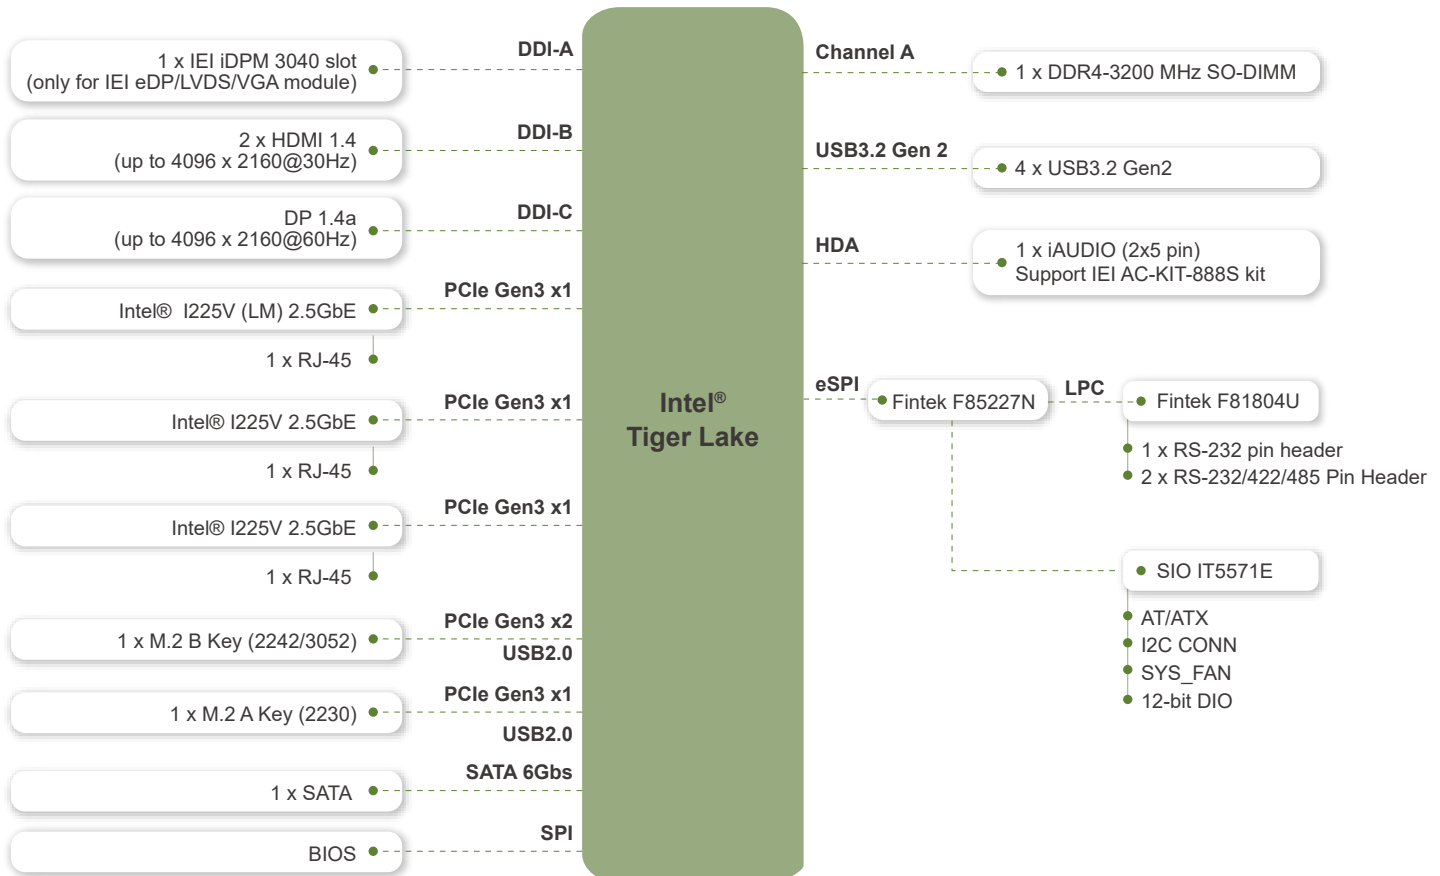 DDI-A
1 x IEI iDPM 3040 slot
(only for IEI eDP/LVDS/VGA module)
DDI-B
2 x HDMI 1.4
(up to 4096 x 2160@30Hz)
DDI-C
DP 1.4a
(up to 4096 x 2160@60Hz)
PCIe Gen3 x1
Intel® I225V (LM) 2.5GbE
1 x RJ-45
PCIe Gen3 x1
Intel® I225V 2.5GbE
1 x RJ-45
PCIe Gen3 x1
Intel® I225V 2.5GbE
1 x RJ-45
PCIe Gen3 x2
1 x M.2 B Key (2242/3052)
USB2.0
PCIe Gen3 x1
1 x M.2 A Key (2230)
USB2.0
SATA 6Gbs
1 x SATA
SPI
BIOS
Intel®
Tiger Lake
Channel A
1 x DDR4-3200 MHz SO-DIMM
USB3.2 Gen 2
4 x USB3.2 Gen2
HDA
1 x iAUDIO (2x5 pin)
Support IEI AC-KIT-888S kit
eSPI
Fintek F85227N
LPC
Fintek F81804U
1 x RS-232 pin header
2 x RS-232/422/485 Pin Header
SIO IT5571E
AT/ATX
I2C CONN
SYS_FAN
12-bit DIO